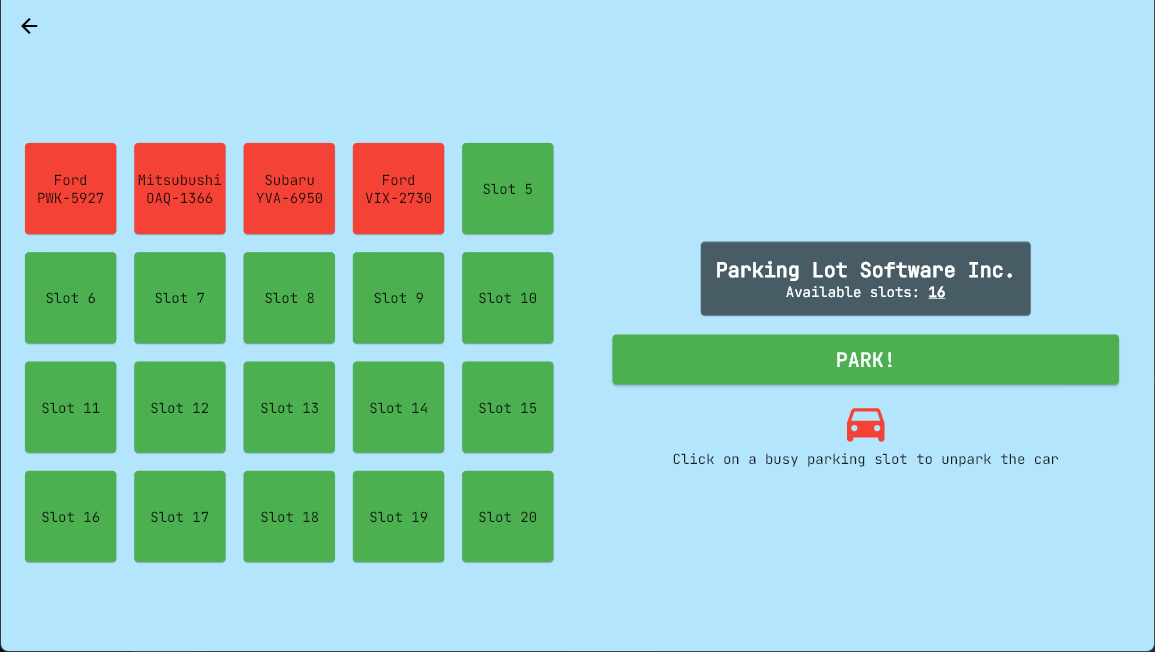 Ford
PWK-5927
Mitsubushi
OAQ-1366
Subaru
YVA-6950
Ford
VIX-2730
Slot 5
Slot 6
Slot 7
Slot 8
Slot 9
Slot 10
Slot 11
Slot 12
Slot 13
Slot 14
Slot 15
Slot 16
Slot 17
Slot 18
Slot 19
Slot 20
Parking Lot Software Inc.
Available slots: 16
PARK!
Click on a busy parking slot to unpark the car